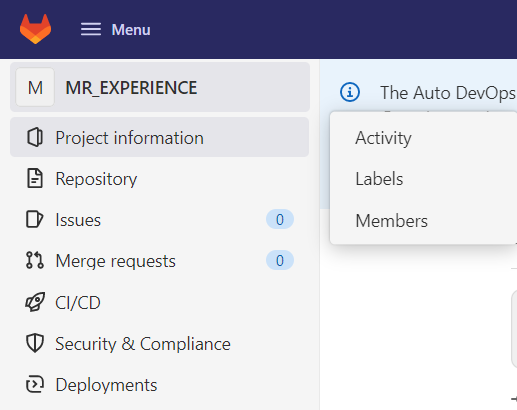 Menu
M MR_EXPERIENCE
Project information
Repository
Issues 0
Merge requests 0
CI/CD
Security & Compliance
Deployments
The Auto DevOps
Activity
Labels
Members